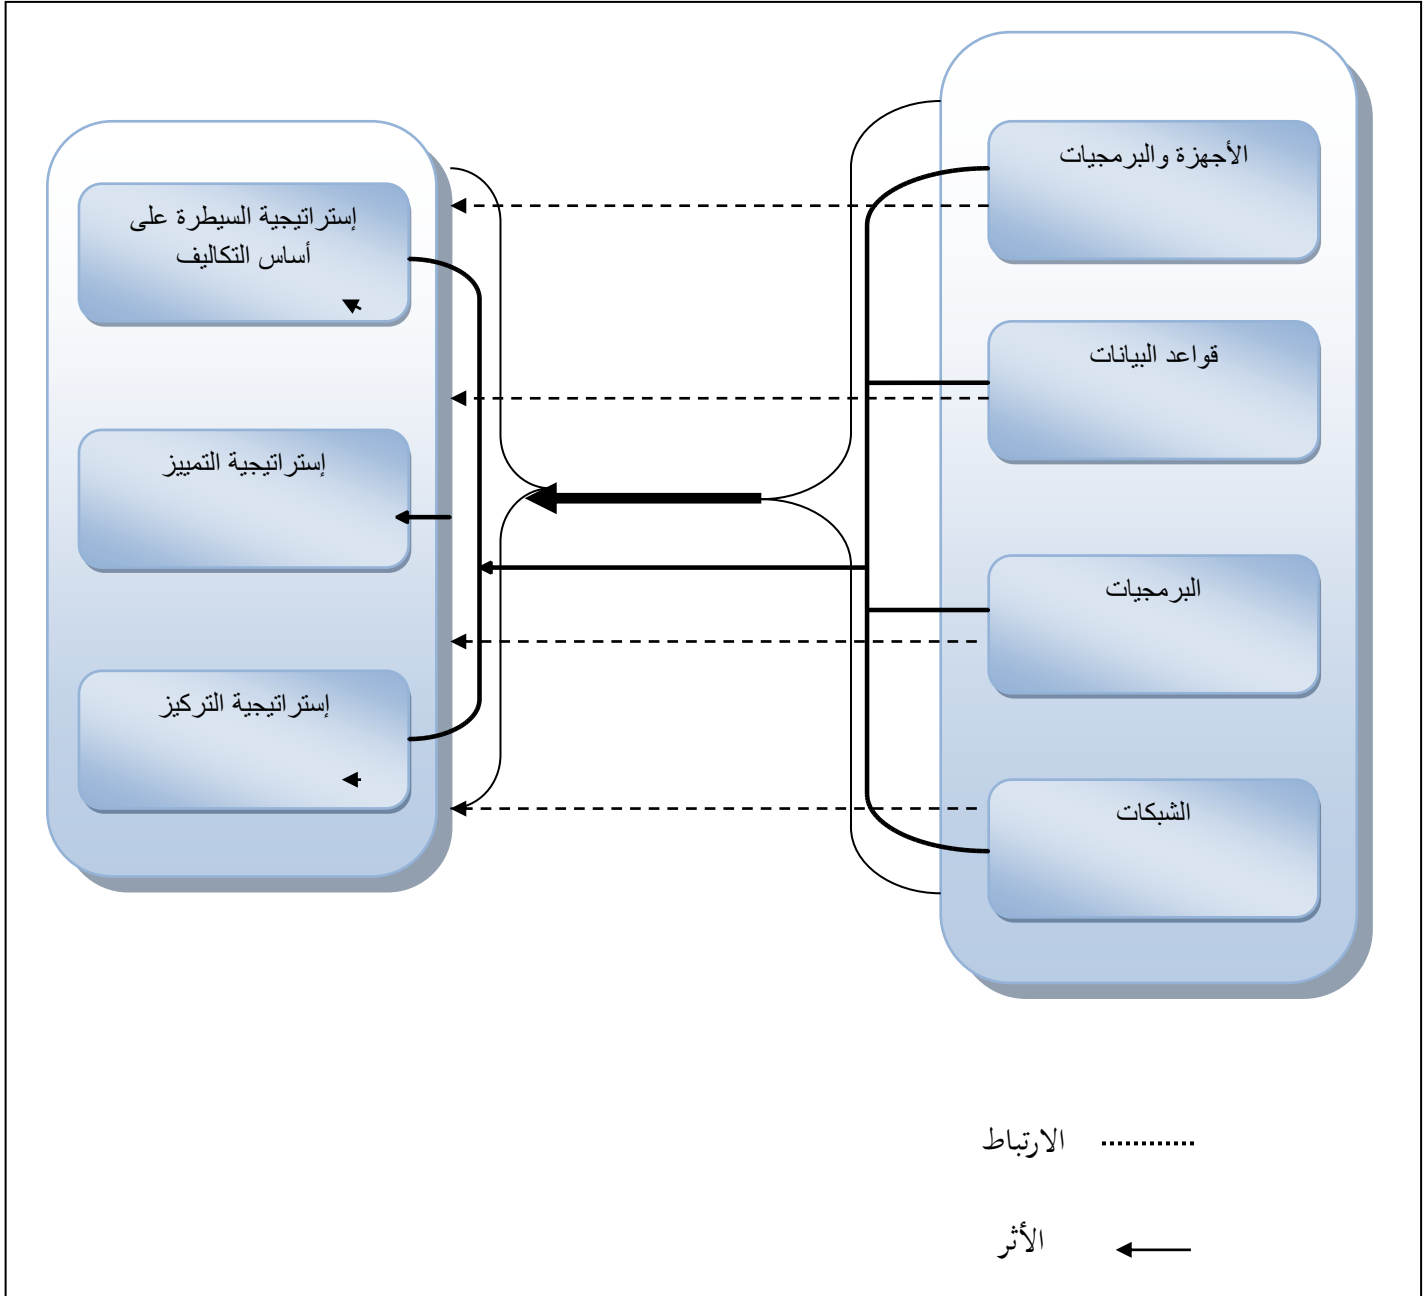 الأجهزة والبرمجيات
قواعد البيانات
البرمجيات
الشبكات
إستراتيجية السيطرة على
أساس التكاليف
إستراتيجية التمييز
إستراتيجية التركيز
الارتباط
الأثر